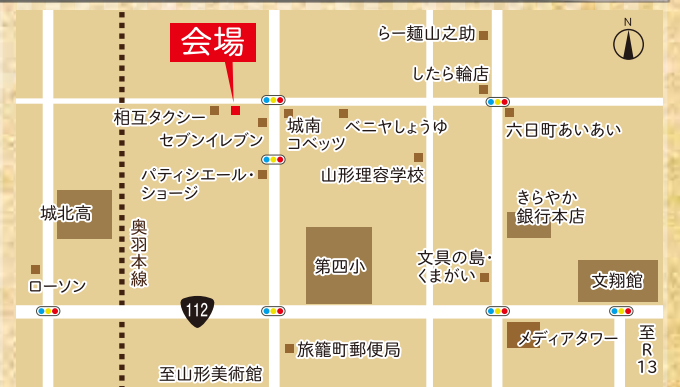 会場
らー麺山之助
N
したら輪店
相互タクシー
セブンイレブン
城南
コベッツ
ベニヤしょうゆ
六日町あいあい
パティシエール・
ショージ
山形理容学校
城北高
きらやか
銀行本店
奥羽本線
第四小
文具の島・
くまがい
文翔館
ローソン
112
メディアタワー
至R13
旅籠町郵便局
至山形美術館